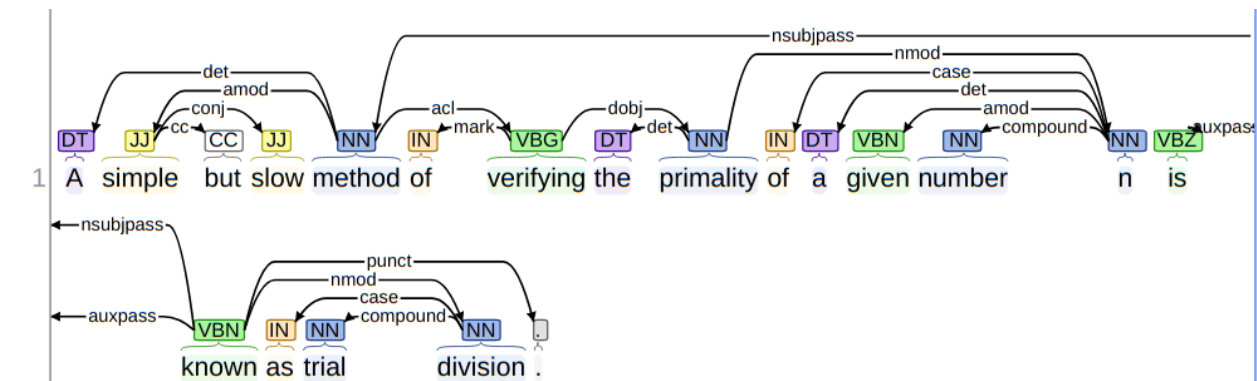 nsubjpass
nmod
det case
amod det
conj acl dobj amod
cc mark det compound auxpass
DT JJ CC JJ NN IN VBG DT NN IN DT VBN NN NN VBZ
1 A simple but slow method of verifying the primality of a given number n is
nsubjpass
punct
nmod
case
auxpass compound
VBN IN NN NN .
known as trial division .